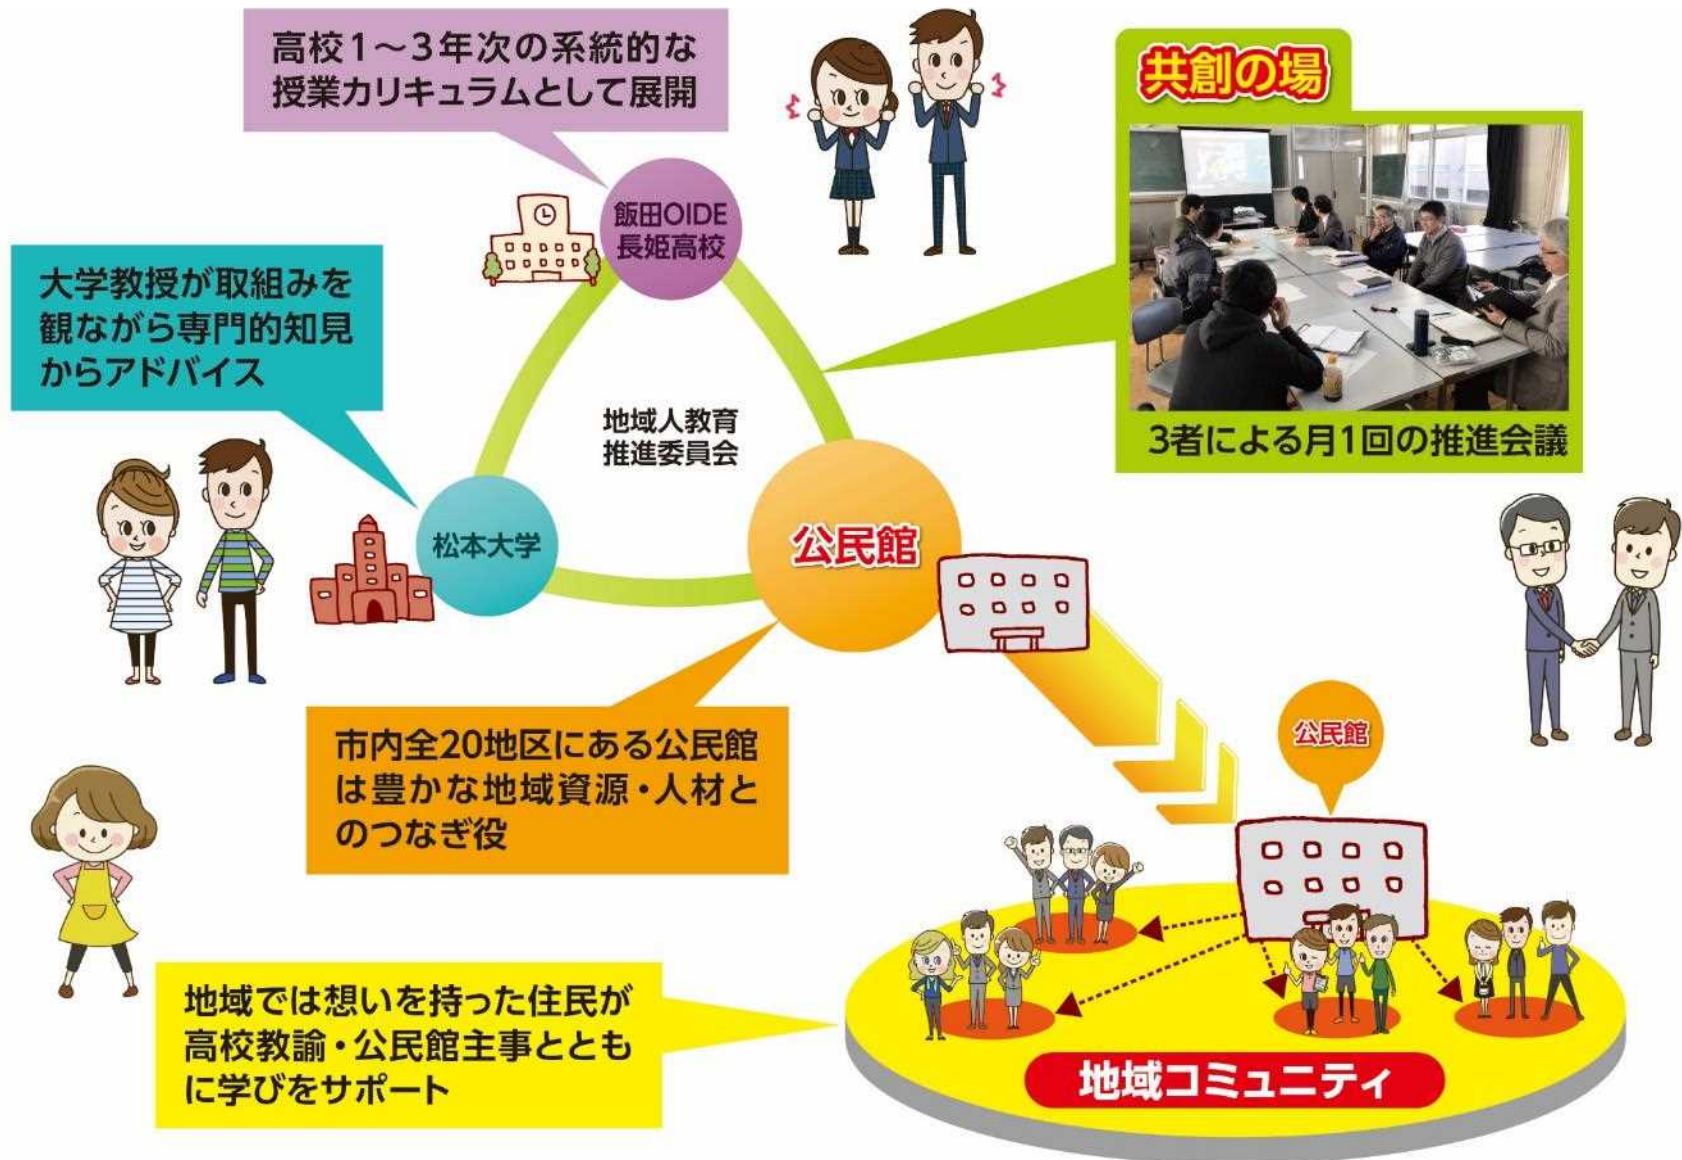 高校1～3年次の系統的な
授業カリキュラムとして展開
共創の場
3者による月1回の推進会議
飯田OIDE
長姫高校
大学教授が取組みを
観ながら専門的知見
からアドバイス
地域人教育
推進委員会
松本大学
公民館
市内全20地区にある公民館
は豊かな地域資源・人材と
のつなぎ役
公民館
地域では想いを持った住民が
高校教諭・公民館主事ととも
に学びをサポート
地域コミュニティ